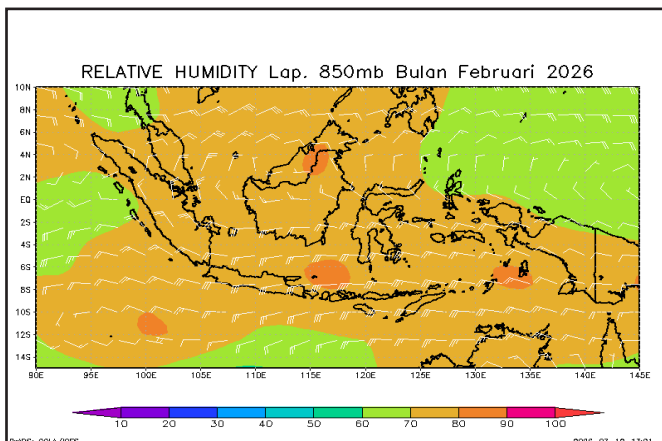 RELATIVE HUMIDITY Lap. 850mb Bulan Februari 2026
10N
8N
6N
4N
2N
EQ
2S
4S
6S
8S
10S
12S
14S
90E 95E 100E 105E 110E 115E 120E 125E 130E 135E 140E 145E
10 20 30 40 50 60 70 80 90 100